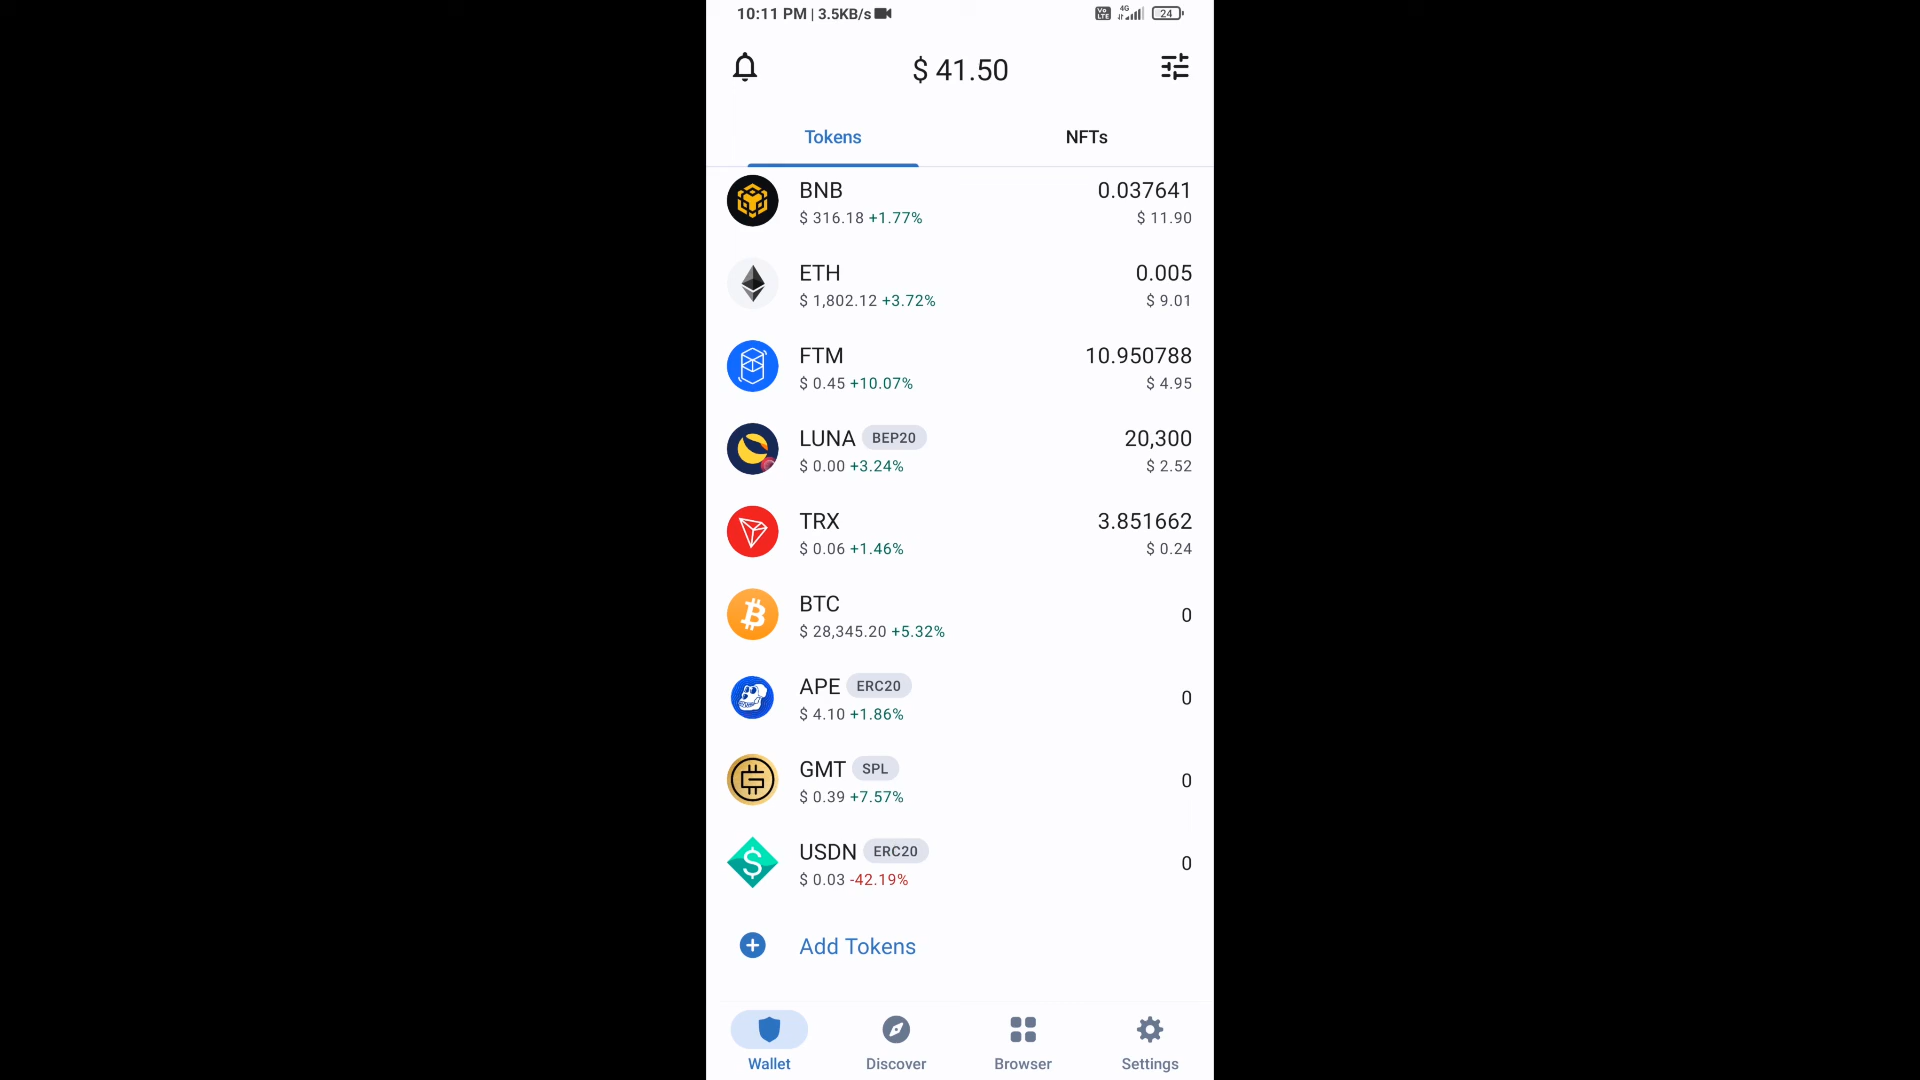 10:11 PM | 3.5KB/s
Vo LTE 4G 24
$ 41.50
Tokens NFTs
BNB 0.037641
$ 316.18 +1.77% $ 11.90
ETH 0.005
$ 1,802.12 +3.72% $ 9.01
FTM 10.950788
$ 0.45 +10.07% $ 4.95
LUNA BEP20 20,300
$ 0.00 +3.24% $ 2.52
TRX 3.851662
$ 0.06 +1.46% $ 0.24
BTC 0
$ 28,345.20 +5.32%
APE ERC20 0
$ 4.10 +1.86%
GMT SPL 0
$ 0.39 +7.57%
USDN ERC20 0
$ 0.03 -42.19%
Add Tokens
Wallet Discover Browser Settings